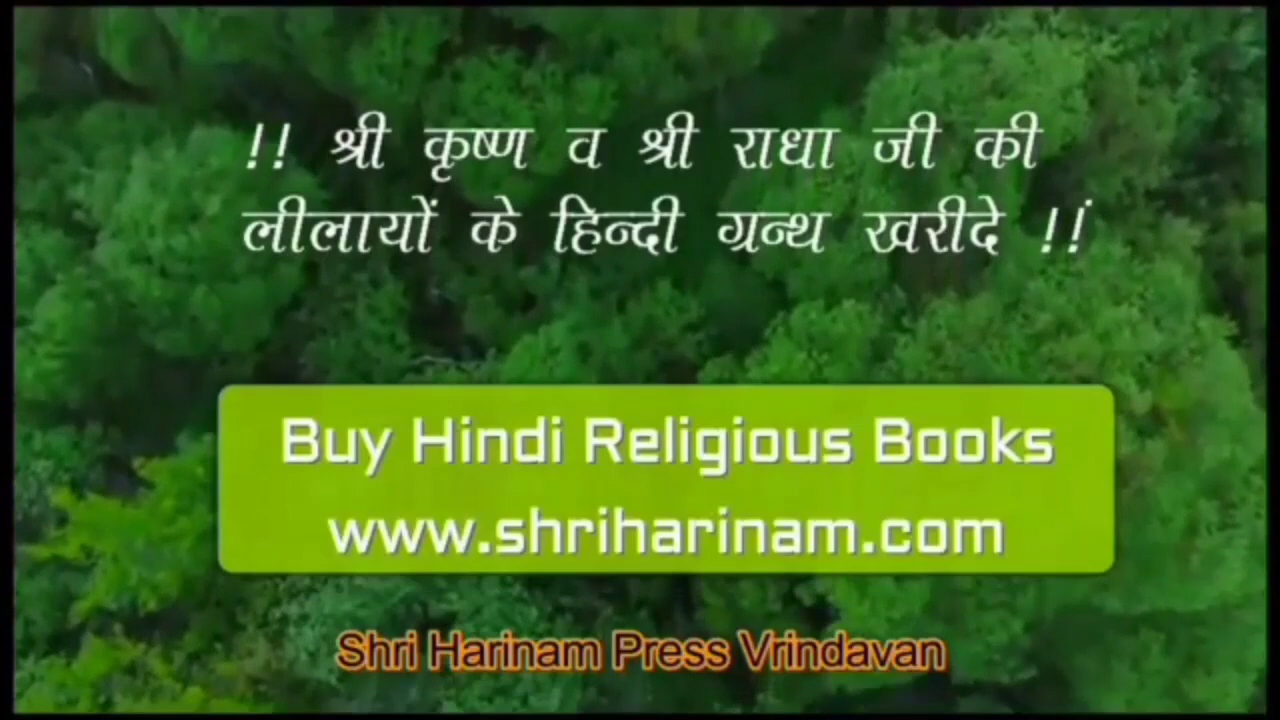 !! श्री कृष्ण व श्री राधा जी की
लीलायों के हिन्दी ग्रन्थ खरीदे !!ं
Buy Hindi Religious Books
www.shriharinam.com
Shri Harinam Press Vrindavan